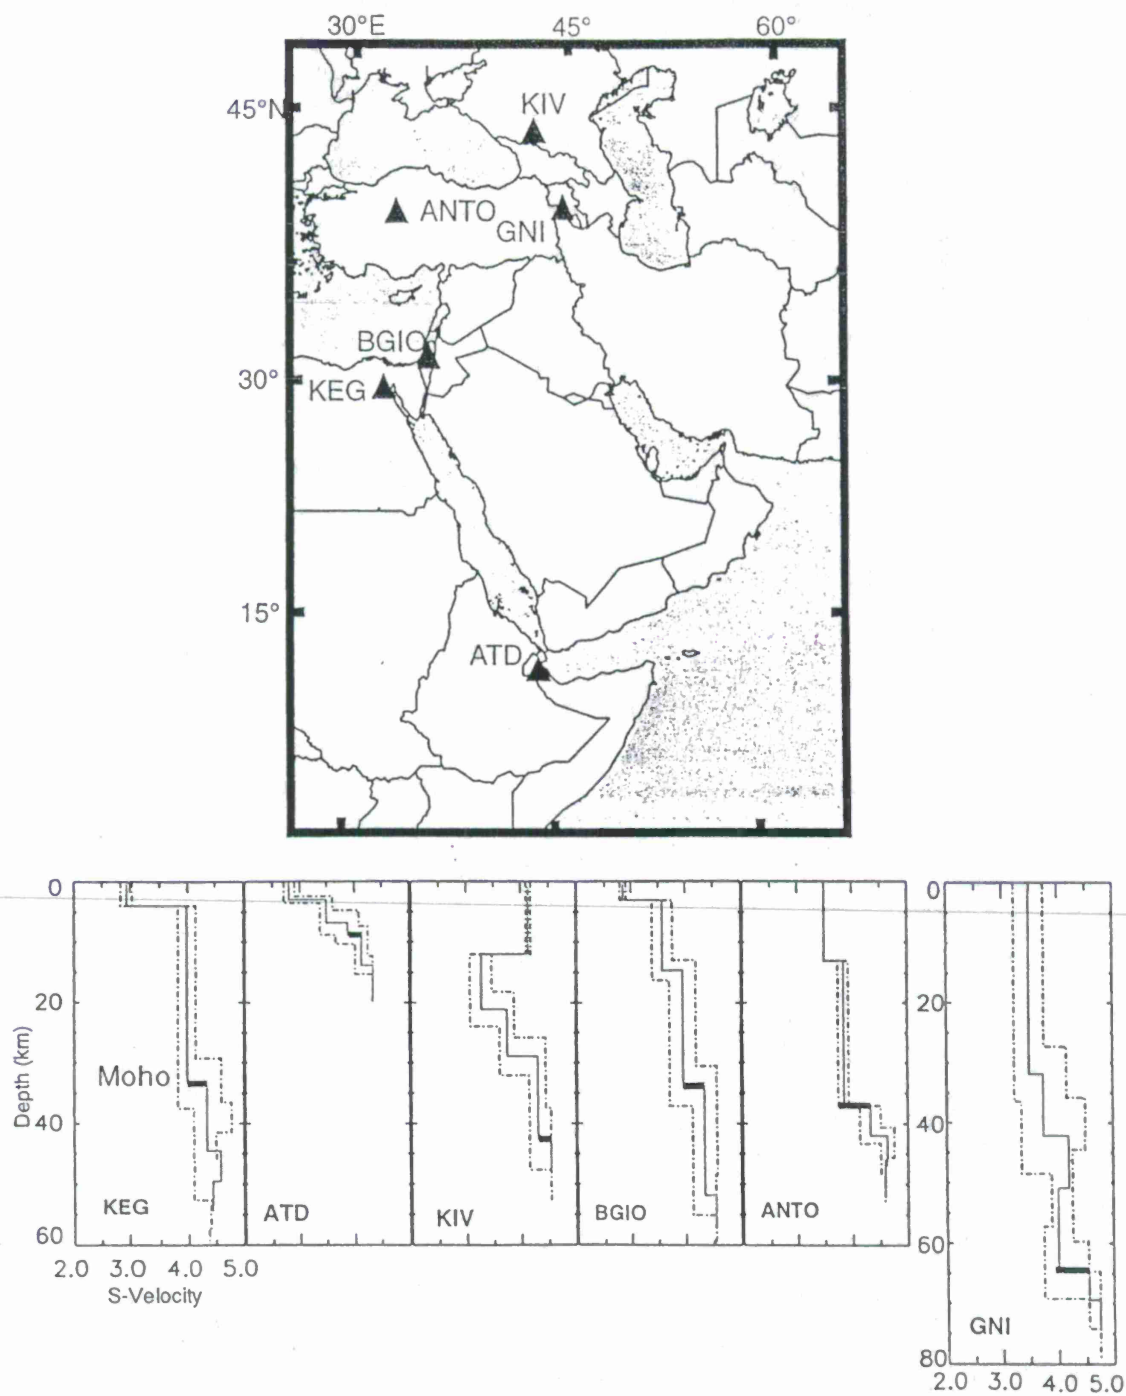 30°E 45° 60°
45°N
KIV
ANTO
GNI
BGIO
30°
KEG
15°
ATD
0 0
20 20
Depth (km)
Moho
40 40
KEG ATD KIV BGIO ANTO
60 60
2.0 3.0 4.0 5.0
S-Velocity
GNI
80
2.0 3.0 4.0 5.0